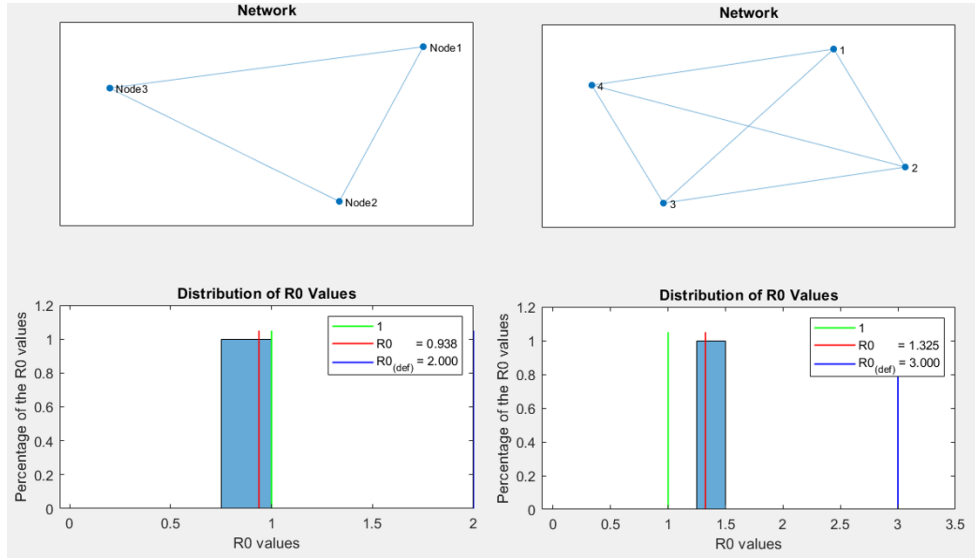 Network
Node1
Node3
Node2
Network
1
4
2
3
Distribution of R0 Values
Percentage of the R0 values
1.2
1
0.8
0.6
0.4
0.2
0
1
R0 = 0.938
R0(def) = 2.000
0 0.5 1 1.5 2
R0 values
Distribution of R0 Values
Percentage of the R0 values
1.2
1
0.8
0.6
0.4
0.2
0
1
R0 = 1.325
R0(def) = 3.000
0 0.5 1 1.5 2 2.5 3 3.5
R0 values